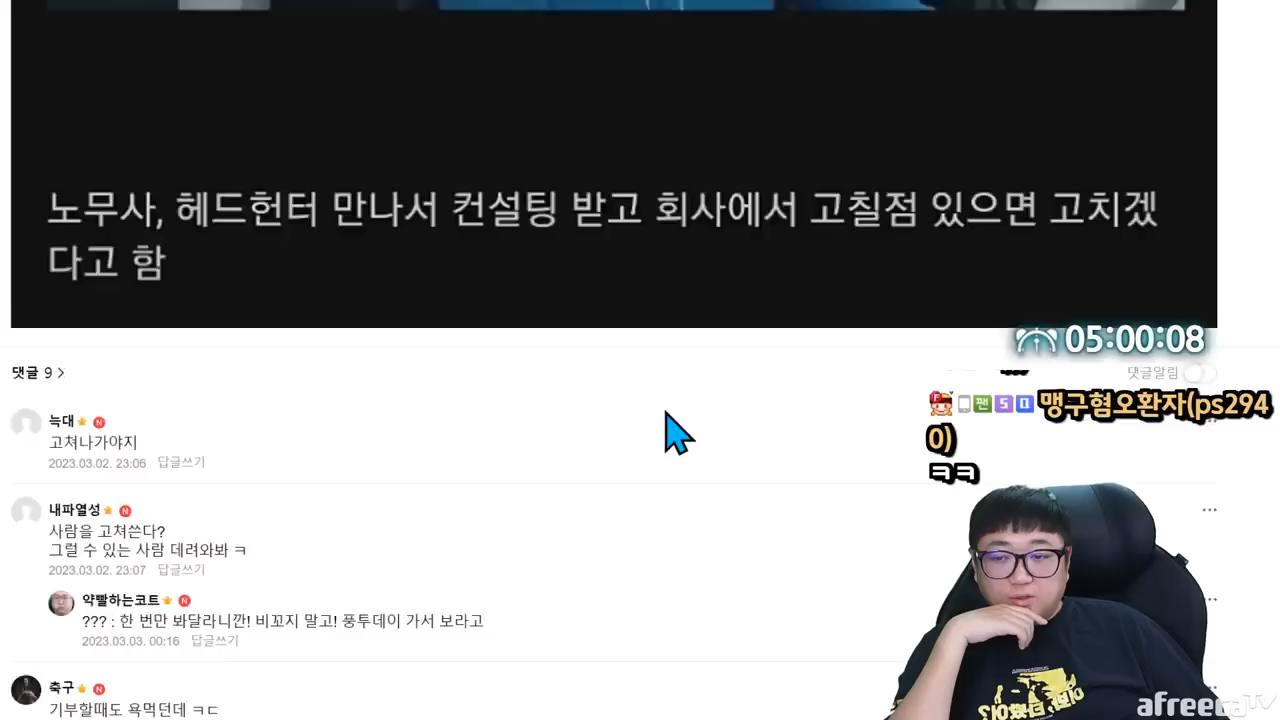 노무사, 헤드헌터 만나서 컨설팅 받고 회사에서 고칠점 있으면 고치겠
다고 함
05:00:08
댓글 9 >
댓글알림
맹구혐오환자(ps294
0)
ㅋㅋ
늑대
고쳐나가야지
2023.03.02. 23:06 답글쓰기
내파열성
사람을 고쳐쓴다?
그럴 수 있는 사람 데려와봐 ㅋ
2023.03.02. 23:07 답글쓰기
약빨하는코트
??? : 한 번만 봐달라니깐! 비꼬지 말고! 풍투데이 가서 보라고
2023.03.03. 00:16 답글쓰기
축구
기부할때도 욕먹던데 ㅋㄷ
afreecaTV